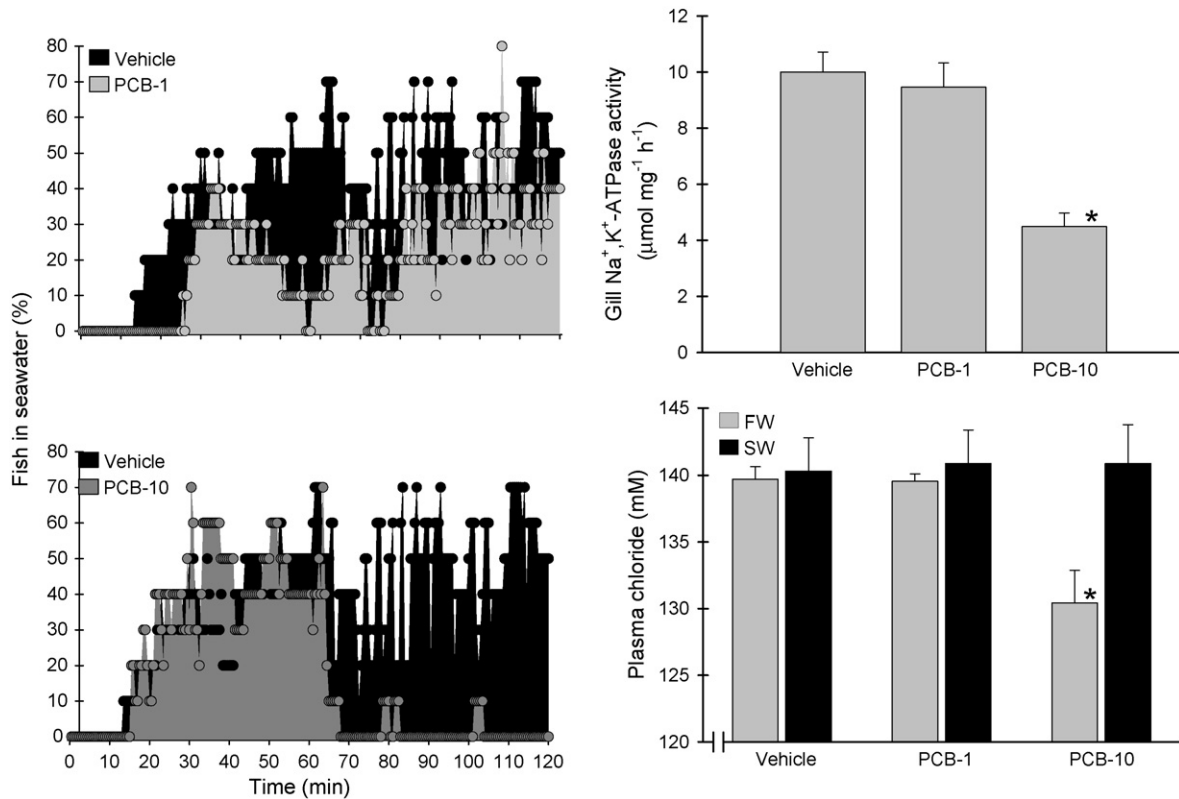 Fish in seawater (%)
80
70
60
50
40
30
20
10
0
Vehicle
PCB-1
80
70
60
50
40
30
20
10
0
Vehicle
PCB-10
0 10 20 30 40 50 60 70 80 90 100 110 120
Time (min)
Gill Na⁺,K⁺-ATPase activity
(µmol mg⁻¹ h⁻¹)
12
10
8
6
4
2
0
*
Vehicle PCB-1 PCB-10
Plasma chloride (mM)
145
140
135
130
125
120
FW
SW
*
Vehicle PCB-1 PCB-10